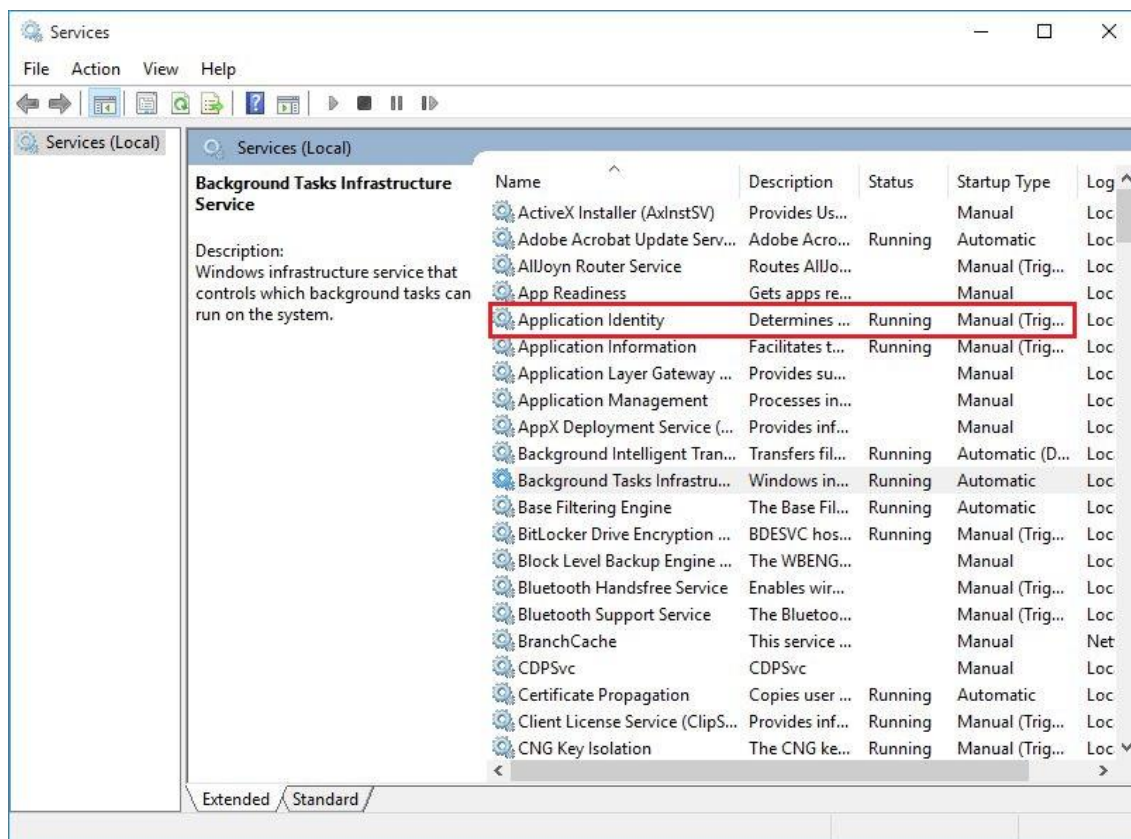 Services
File Action View Help
Services (Local)
Services (Local)
Background Tasks Infrastructure
Service
Description:
Windows infrastructure service that
controls which background tasks can
run on the system.
Name Description Status Startup Type Log
ActiveX Installer (AxInstSV) Provides Us... Manual Loc
Adobe Acrobat Update Serv... Adobe Acro... Running Automatic Loc
AllJoyn Router Service Routes AllJo... Manual (Trig... Loc
App Readiness Gets apps re... Manual Loc
Application Identity Determines ... Running Manual (Trig... Loc
Application Information Facilitates t... Running Manual (Trig... Loc
Application Layer Gateway ... Provides su... Manual Loc
Application Management Processes in... Manual Loc
AppX Deployment Service (... Provides inf... Manual Loc
Background Intelligent Tran... Transfers fil... Running Automatic (D... Loc
Background Tasks Infrastru... Windows in... Running Automatic Loc
Base Filtering Engine The Base Fil... Running Automatic Loc
BitLocker Drive Encryption ... BDESVC hos... Running Manual (Trig... Loc
Block Level Backup Engine ... The WBENG... Manual Loc
Bluetooth Handsfree Service Enables wir... Manual (Trig... Loc
Bluetooth Support Service The Bluetoo... Manual (Trig... Loc
BranchCache This service ... Manual Net
CDPSvc CDPSvc Manual Loc
Certificate Propagation Copies user ... Running Automatic Loc
Client License Service (ClipS... Provides inf... Running Manual (Trig... Loc
CNG Key Isolation The CNG ke... Running Manual (Trig... Loc
Extended Standard